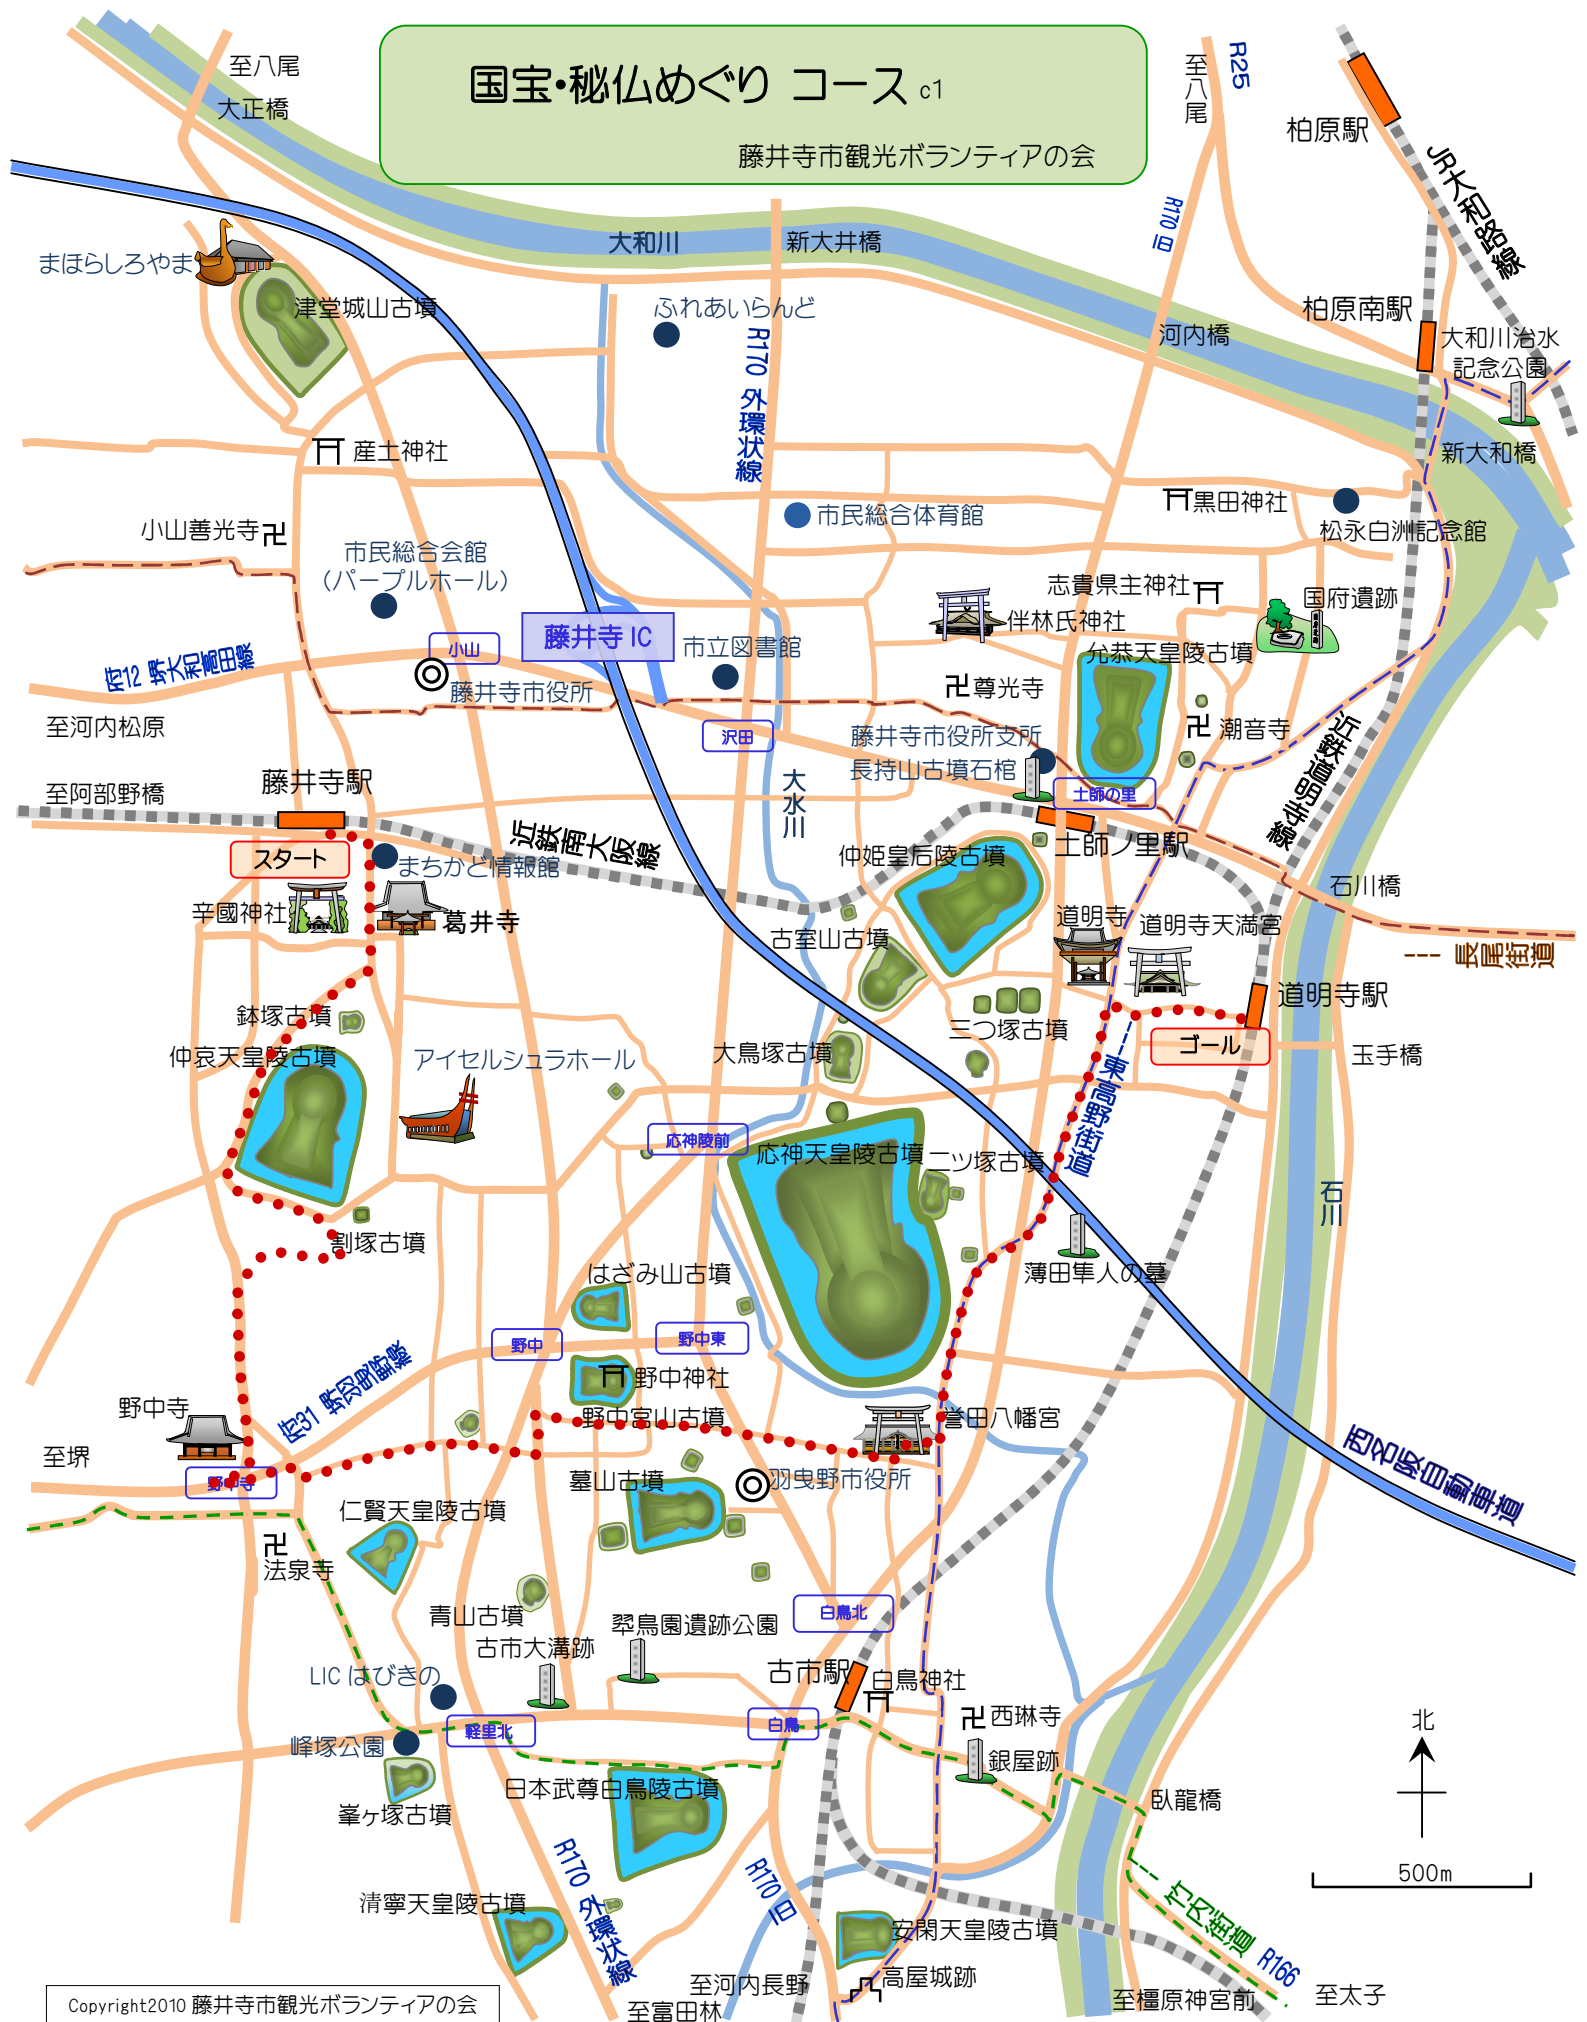 国宝・秘仏めぐり コース c1
藤井寺市観光ボランティアの会
至八尾
大正橋
至八尾
R25
柏原駅
JR大和路線
R170 旧
大和川
新大井橋
まほらしろやま
津堂城山古墳
ふれあいらんど
R170 外環状線
河内橋
柏原南駅
大和川治水
記念公園
新大和橋
産土神社
小山善光寺
市民総合体育館
黒田神社
松永白洲記念館
市民総合会館
(パープルホール)
志貴県主神社
国府遺跡
伴林氏神社
允恭天皇陵古墳
藤井寺 IC
小山
市立図書館
府12 堺大和高田線
藤井寺市役所
尊光寺
潮音寺
至河内松原
沢田
藤井寺市役所支所
長持山古墳石棺
近鉄道明寺線
至阿部野橋
藤井寺駅
大水川
土師の里
スタート
まちかど情報館
近鉄南大阪線
仲姫皇后陵古墳
土師ノ里駅
石川橋
辛國神社
葛井寺
古室山古墳
道明寺
道明寺天満宮
--- 長尾街道
鉢塚古墳
道明寺駅
三つ塚古墳
仲哀天皇陵古墳
アイセルシュラホール
大鳥塚古墳
ゴール
玉手橋
---東高野街道
応神陵前
応神天皇陵古墳
二ツ塚古墳
石川
割塚古墳
はざみ山古墳
薄田隼人の墓
野中
野中東
府31 堺羽曳野線
野中神社
野中寺
野中宮山古墳
誉田八幡宮
至堺
野中寺
墓山古墳
羽曳野市役所
西名阪自動車道
仁賢天皇陵古墳
法泉寺
青山古墳
白鳥北
翠鳥園遺跡公園
古市大溝跡
LIC はびきの
古市駅
白鳥神社
軽里北
白鳥
西琳寺
北
峰塚公園
銀屋跡
日本武尊白鳥陵古墳
臥龍橋
峯ヶ塚古墳
500m
R170 外環状線
R170 旧
清寧天皇陵古墳
--- 竹内街道 R166
安閑天皇陵古墳
至河内長野
高屋城跡
至富田林
至橿原神宮前
至太子
Copyright2010 藤井寺市観光ボランティアの会